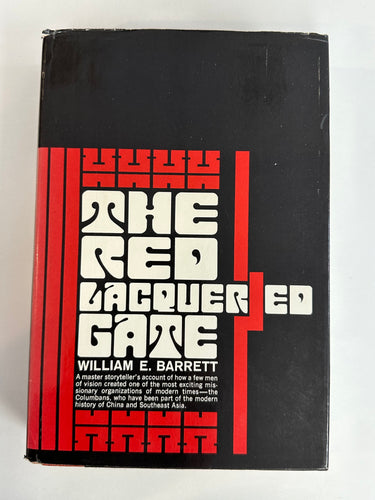 THE
RED
LACQUERED
GATE
WILLIAM E. BARRETT
A master storyteller's account of how a few men
of vision created one of the most exciting mis-
sionary organizations of modern times—the
Columbans, who have been part of the modern
history of China and Southeast Asia.